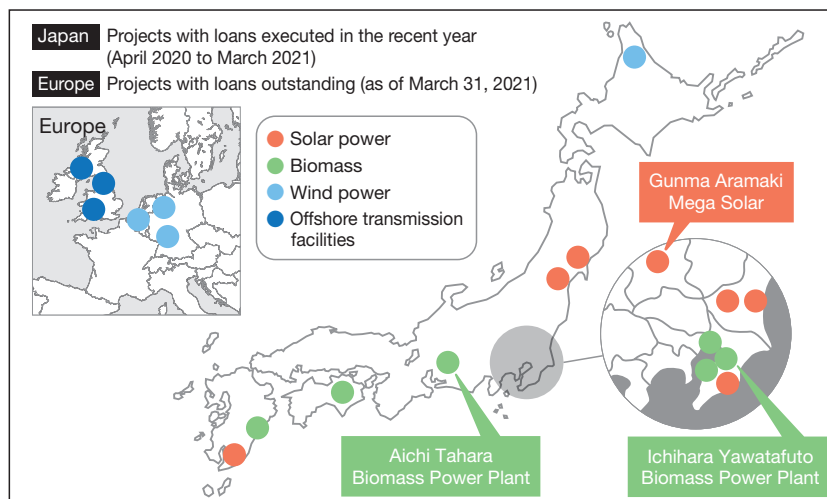 Japan Projects with loans executed in the recent year
(April 2020 to March 2021)
Europe Projects with loans outstanding (as of March 31, 2021)
Europe
Solar power
Biomass
Wind power
Offshore transmission
facilities
Gunma Aramaki
Mega Solar
Aichi Tahara
Biomass Power Plant
Ichihara Yawatafuto
Biomass Power Plant